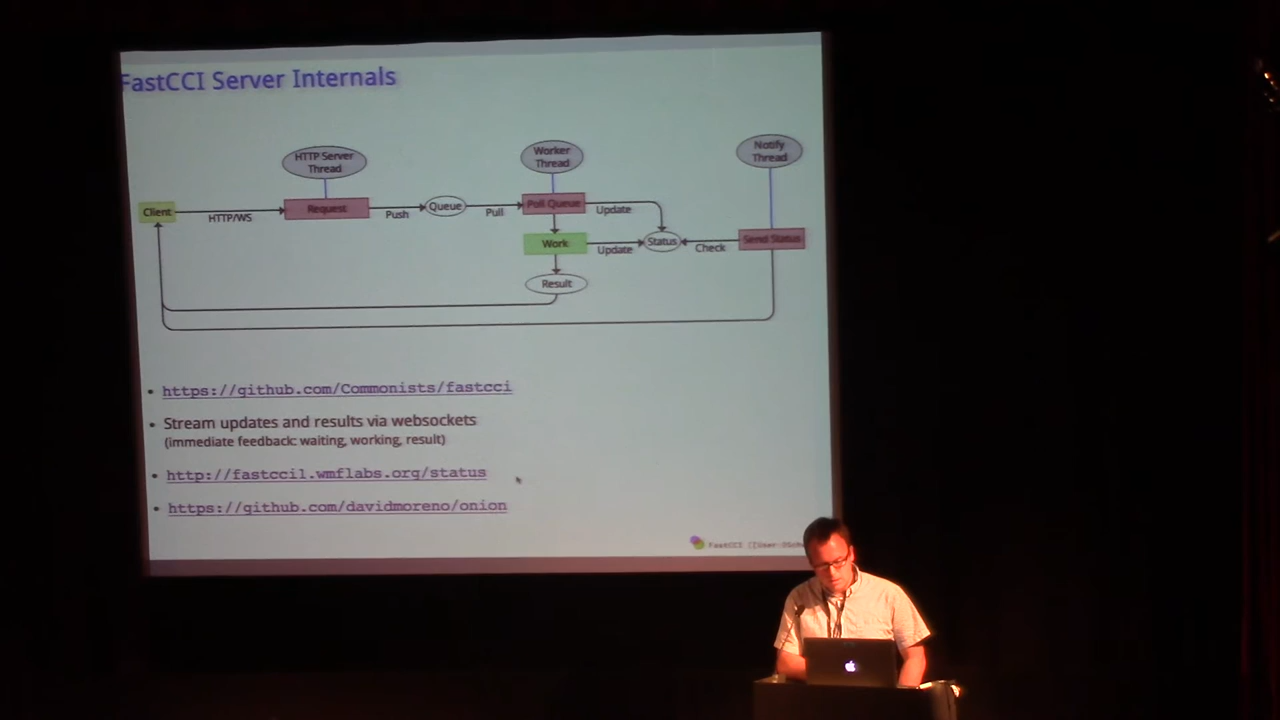 FastCCI Server Internals
HTTP Server
Thread
Worker
Thread
Notify
Thread
Client
HTTP/WS
Request
Push
Queue
Pull
Poll Queue
Update
Work
Update
Status
Check
Send Status
Result
• https://github.com/Commonists/fastcci
• Stream updates and results via websockets
(immediate feedback: waiting, working, result)
• http://fastcci1.wmflabs.org/status
• https://github.com/davidmoreno/onion
FastCCI